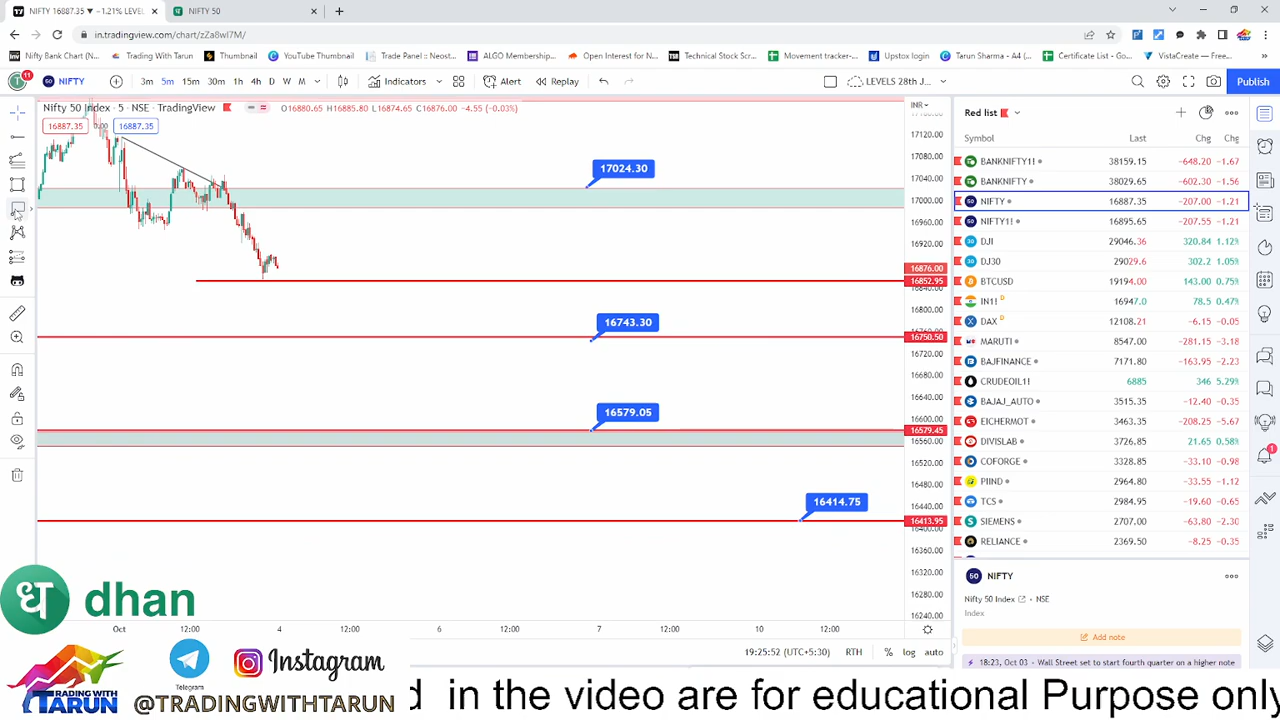 NIFTY 16887.35 ▼ −1.21% LEVEL
NIFTY 50
in.tradingview.com/chart/zZa8wI7M/
Nifty Bank Chart (N...
Trading With Tarun
Thumbnail
YouTube Thumbnail
Trade Panel :: Neost...
ALGO Membership...
Open Interest for N...
Technical Stock Scr...
Movement tracker-...
Upstox login
Tarun Sharma - A4 (...
Certificate List - Go...
VistaCreate — Free...
11
NIFTY
3m 5m 15m 30m 1h 4h D W M
Indicators
Alert
Replay
LEVELS 28th J...
Publish
Nifty 50 Index · 5 · NSE · TradingView
O16880.65 H16885.80 L16874.65 C16876.00 −4.55 (−0.03%)
16887.35 0.00 16887.35
INR
17120.00
17080.00
17040.00
17000.00
16960.00
16920.00
16876.00
16852.95
16840.00
16800.00
16750.50
16720.00
16680.00
16640.00
16600.00
16579.45
16560.00
16520.00
16480.00
16440.00
16413.95
16400.00
16360.00
16320.00
16280.00
16240.00
17024.30
16743.30
16579.05
16414.75
Oct 12:00 4 12:00 6 12:00 7 12:00 10 12:00
19:25:52 (UTC+5:30) RTH % log auto
Red list
Symbol Last Chg Chg
BANKNIFTY1! 38159.15 −648.20 −1.67
BANKNIFTY 38029.65 −602.30 −1.56
NIFTY 16887.35 −207.00 −1.21
NIFTY1! 16895.65 −207.55 −1.21
DJI 29046.36 320.84 1.12%
DJ30 29029.6 302.2 1.05%
BTCUSD 19194.00 143.00 0.75%
IN1! D 16947.0 78.5 0.47%
DAX D 12108.21 −6.15 −0.05
MARUTI 8547.00 −281.15 −3.18
BAJFINANCE 7171.80 −163.95 −2.23
CRUDEOIL1! 6885 346 5.29%
BAJAJ_AUTO 3515.35 −12.40 −0.35
EICHERMOT 3463.35 −208.25 −5.67
DIVISLAB 3726.85 21.65 0.58%
COFORGE 3328.85 −33.10 −0.98
PIIND 2964.80 −33.55 −1.12
TCS 2984.95 −19.60 −0.65
SIEMENS 2707.00 −63.80 −2.30
RELIANCE 2369.50 −8.25 −0.35
50 NIFTY
Nifty 50 Index · NSE
Index
Add note
18:23, Oct 03 · Wall Street set to start fourth quarter on a higher note
1
ध dhan
TRADING WITH
TARUN
Telegram
Instagram
@TRADINGWITHTARUN
d in the video are for educational Purpose only